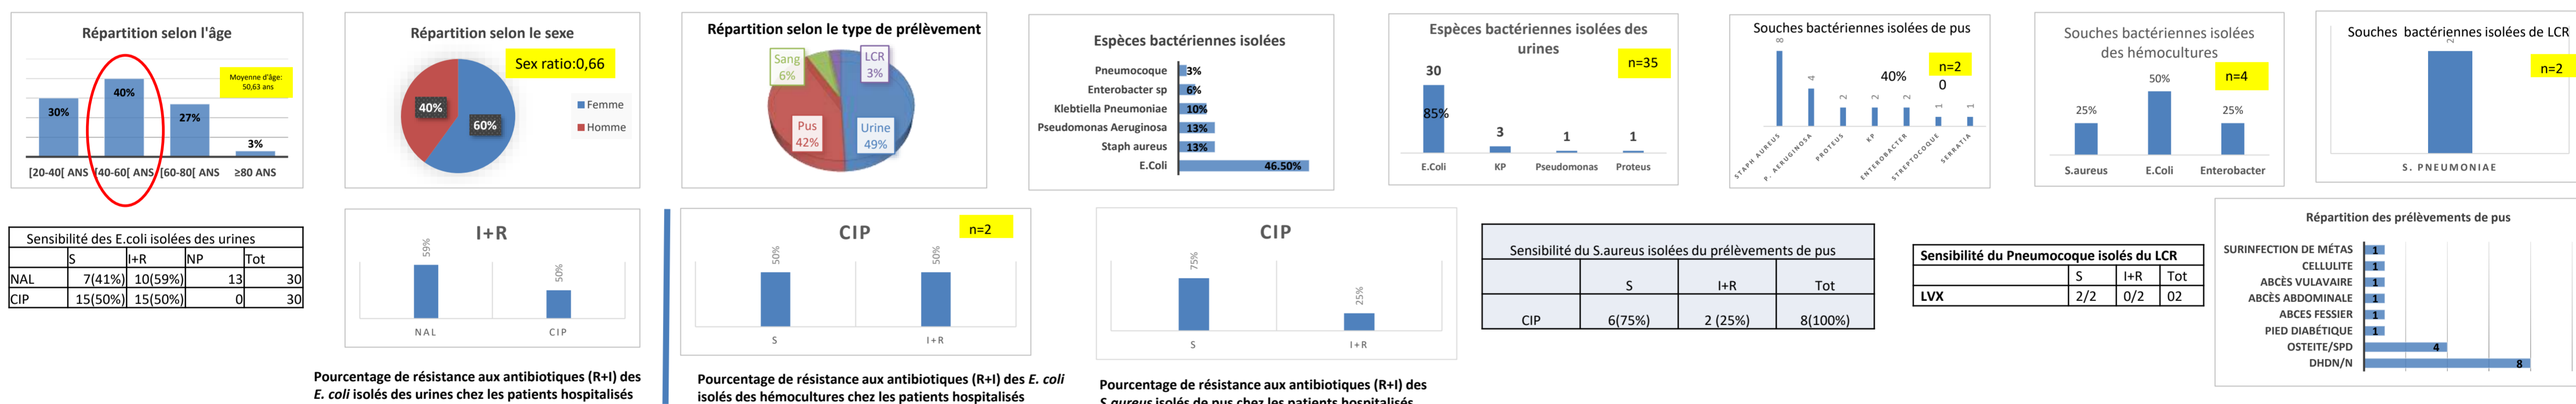 Répartition selon l'âge
Moyenne d'âge:
50,63 ans
30%
40%
27%
3%
[20-40[ ANS
[40-60[ ANS
[60-80[ ANS
≥80 ANS
Répartition selon le sexe
Sex ratio:0,66
40%
60%
Femme
Homme
Répartition selon le type de prélèvement
Sang
6%
LCR
3%
Pus
42%
Urine
49%
Espèces bactériennes isolées
Pneumocoque 3%
Enterobacter sp 6%
Klebtiella Pneumoniae 10%
Pseudomonas Aeruginosa 13%
Staph aureus 13%
E.Coli 46.50%
Espèces bactériennes isolées des
urines
n=35
30
85%
3
1
1
E.Coli
KP
Pseudomonas
Proteus
Souches bactériennes isolées de pus
n=2
0
40%
8
4
2
2
2
1
1
STAPH AUREUS
P. AERUGINOSA
PROTEUS
KP
ENTEROBACTER
STREPTOCOQUE
SERRATIA
Souches bactériennes isolées
des hémocultures
n=4
25%
50%
25%
S.aureus
E.Coli
Enterobacter
Souches bactériennes isolées de LCR
2
n=2
S. PNEUMONIAE
Sensibilité des E.coli isolées des urines
S I+R NP Tot
NAL 7(41%) 10(59%) 13 30
CIP 15(50%) 15(50%) 0 30
I+R
59%
50%
NAL
CIP
Pourcentage de résistance aux antibiotiques (R+I) des
E. coli isolés des urines chez les patients hospitalisés
CIP
n=2
50%
50%
S
I+R
Pourcentage de résistance aux antibiotiques (R+I) des E. coli
isolés des hémocultures chez les patients hospitalisés
CIP
75%
25%
S
I+R
Pourcentage de résistance aux antibiotiques (R+I) des
S.aureus isolés de pus chez les patients hospitalisés
Sensibilité du S.aureus isolées du prélèvements de pus
S I+R Tot
CIP 6(75%) 2 (25%) 8(100%)
Sensibilité du Pneumocoque isolés du LCR
S I+R Tot
LVX 2/2 0/2 02
Répartition des prélèvements de pus
SURINFECTION DE MÉTAS 1
CELLULITE 1
ABCÈS VULAVAIRE 1
ABCÈS ABDOMINALE 1
ABCES FESSIER 1
PIED DIABÉTIQUE 1
OSTEITE/SPD 4
DHDN/N 8